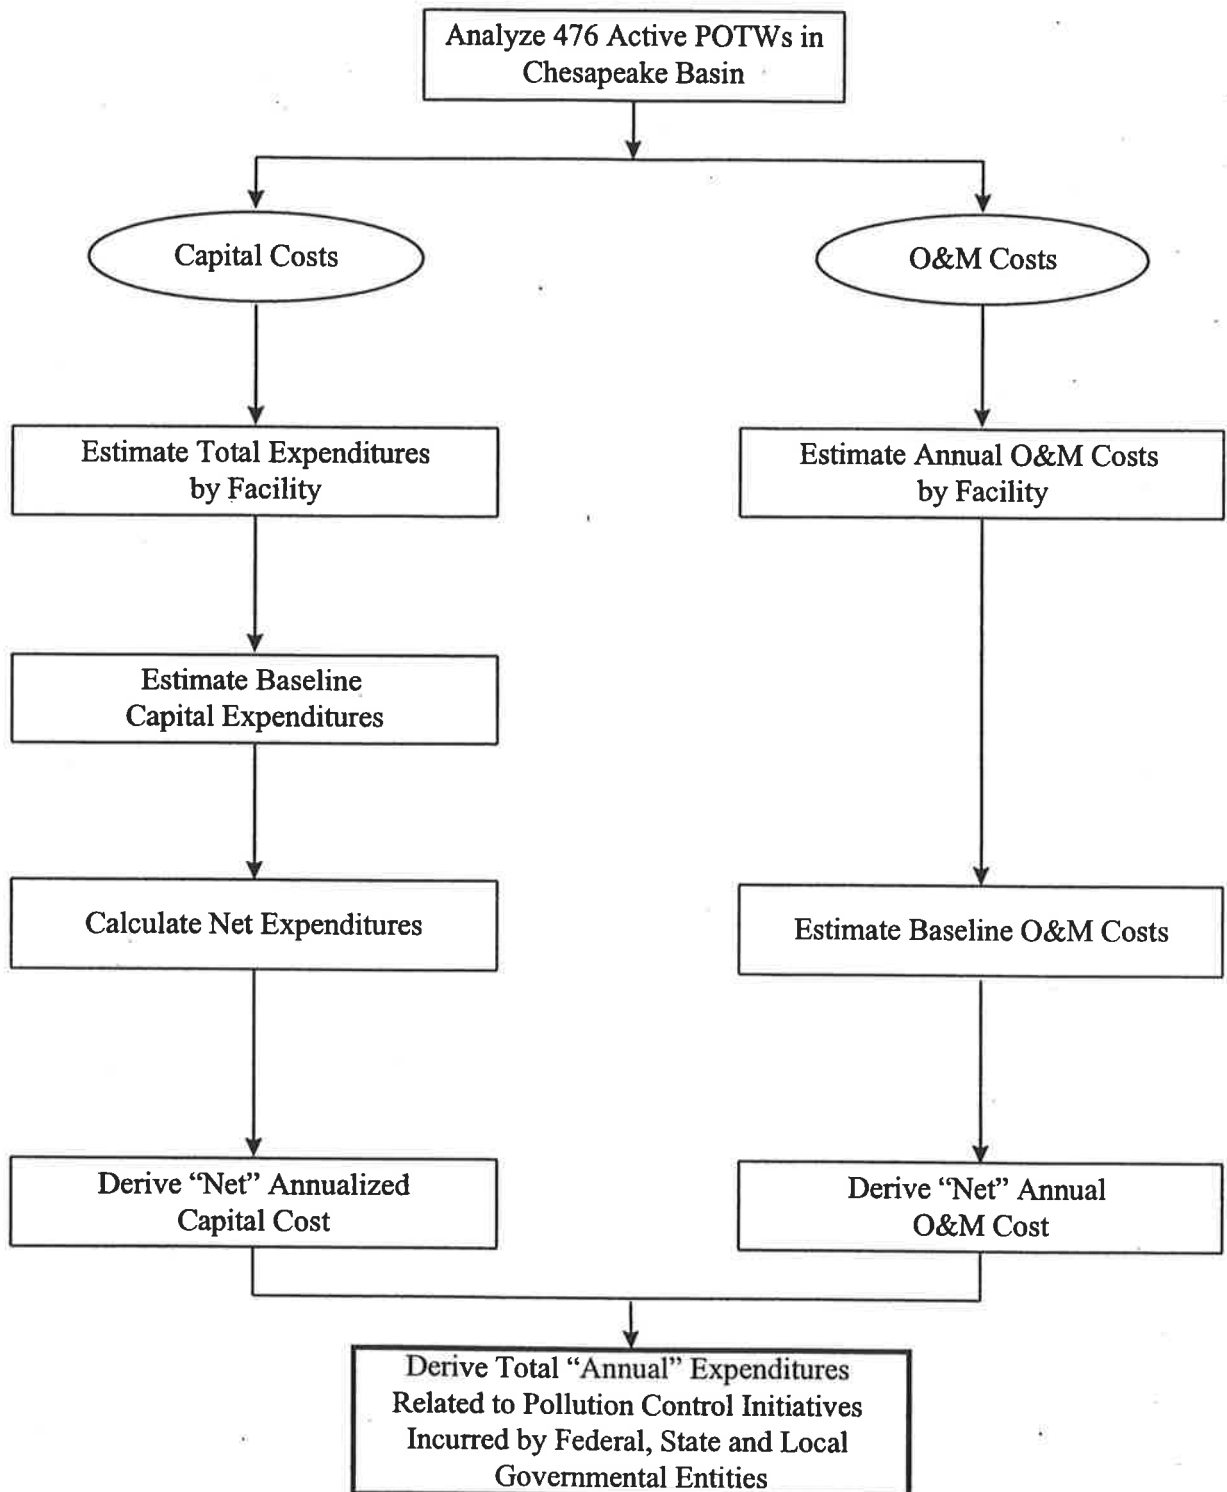 Analyze 476 Active POTWs in
Chesapeake Basin
Capital Costs
O&M Costs
Estimate Total Expenditures
by Facility
Estimate Annual O&M Costs
by Facility
Estimate Baseline
Capital Expenditures
Calculate Net Expenditures
Estimate Baseline O&M Costs
Derive “Net” Annualized
Capital Cost
Derive “Net” Annual
O&M Cost
Derive Total “Annual” Expenditures
Related to Pollution Control Initiatives
Incurred by Federal, State and Local
Governmental Entities